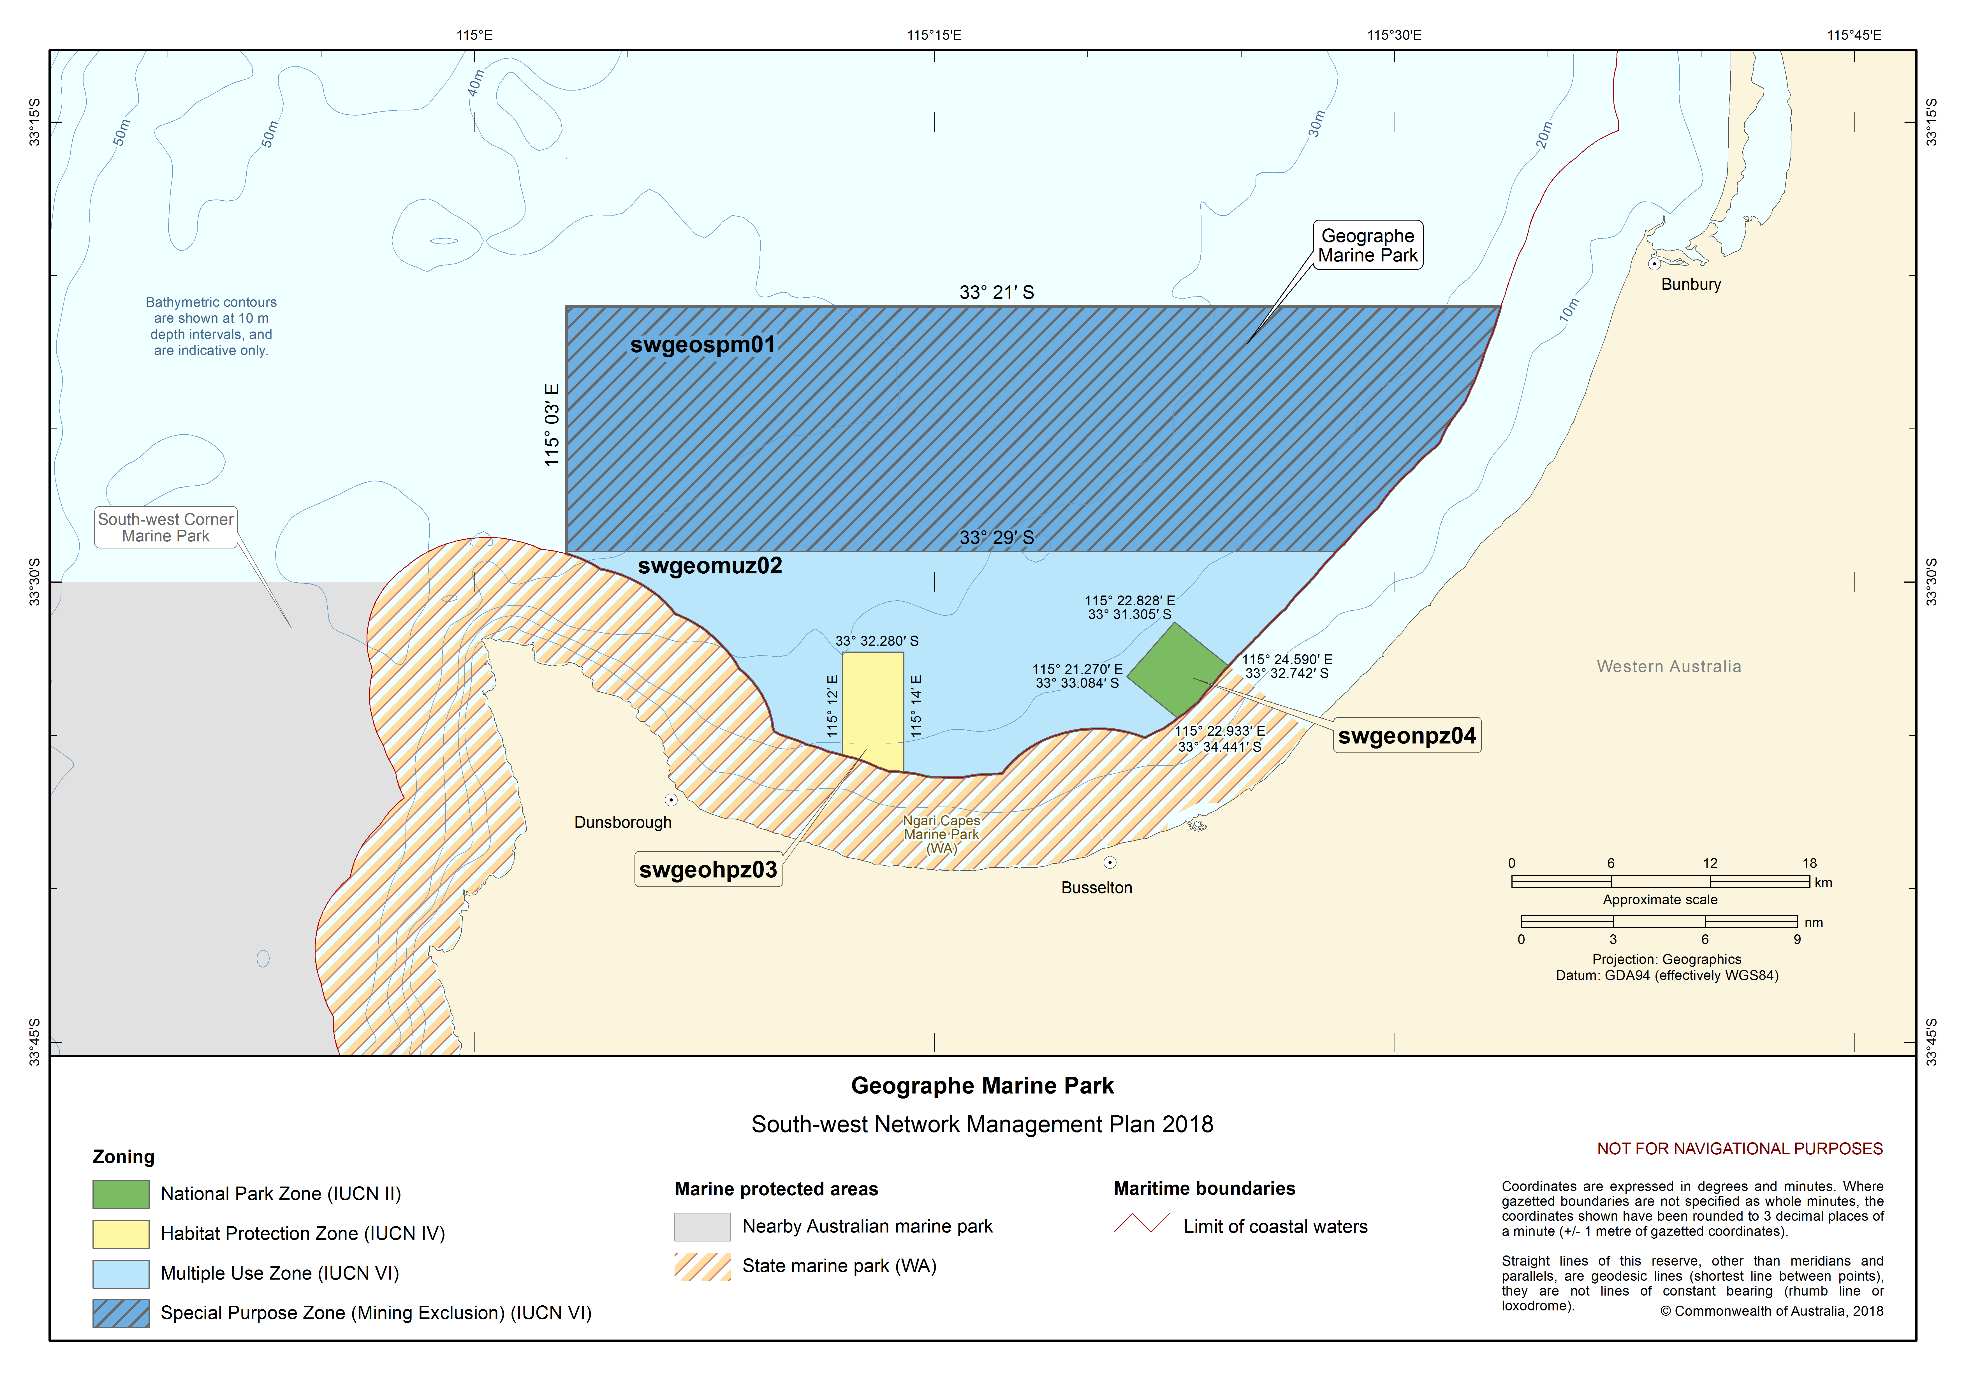 115°E
115°15'E
115°30'E
115°45'E
33°15'S
33°15'S
40m
50m
50m
30m
20m
10m
Geographe
Marine Park
Bunbury
33° 21′ S
Bathymetric contours
are shown at 10 m
depth intervals, and
are indicative only.
swgeospm01
115° 03′ E
South-west Corner
Marine Park
33° 29′ S
swgeomuz02
33°30'S
33°30'S
115° 22.828′ E
33° 31.305′ S
33° 32.280′ S
115° 24.590′ E
33° 32.742′ S
115° 21.270′ E
33° 33.084′ S
115° 12′ E
115° 14′ E
Western Australia
115° 22.933′ E
33° 34.441′ S
swgeonpz04
Dunsborough
Ngari Capes
Marine Park
(WA)
swgeohpz03
Busselton
0 6 12 18
km
Approximate scale
nm
0 3 6 9
Projection: Geographics
Datum: GDA94 (effectively WGS84)
33°45'S
33°45'S
Geographe Marine Park
South-west Network Management Plan 2018
Zoning
National Park Zone (IUCN II)
Habitat Protection Zone (IUCN IV)
Multiple Use Zone (IUCN VI)
Special Purpose Zone (Mining Exclusion) (IUCN VI)
Marine protected areas
Nearby Australian marine park
State marine park (WA)
Maritime boundaries
Limit of coastal waters
NOT FOR NAVIGATIONAL PURPOSES
Coordinates are expressed in degrees and minutes. Where
gazetted boundaries are not specified as whole minutes, the
coordinates shown have been rounded to 3 decimal places of
a minute (+/- 1 metre of gazetted coordinates).
Straight lines of this reserve, other than meridians and
parallels, are geodesic lines (shortest line between points),
they are not lines of constant bearing (rhumb line or
loxodrome).
© Commonwealth of Australia, 2018